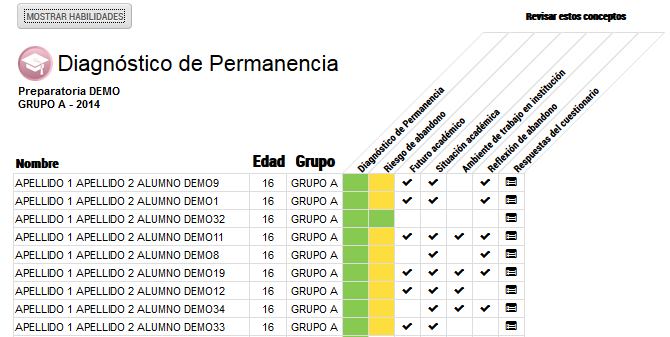 MOSTRAR HABILIDADES
Revisar estos conceptos
Diagnóstico de Permanencia
Preparatoria DEMO
GRUPO A - 2014
Nombre Edad Grupo Diagnóstico de Permanencia Riesgo de abandono Futuro académico Situación académica Ambiente de trabajo en institución Reflexión de abandono Respuestas del cuestionario
APELLIDO 1 APELLIDO 2 ALUMNO DEMO9 16 GRUPO A
APELLIDO 1 APELLIDO 2 ALUMNO DEMO1 16 GRUPO A
APELLIDO 1 APELLIDO 2 ALUMNO DEMO32 16 GRUPO A
APELLIDO 1 APELLIDO 2 ALUMNO DEMO11 16 GRUPO A
APELLIDO 1 APELLIDO 2 ALUMNO DEMO8 16 GRUPO A
APELLIDO 1 APELLIDO 2 ALUMNO DEMO19 16 GRUPO A
APELLIDO 1 APELLIDO 2 ALUMNO DEMO12 16 GRUPO A
APELLIDO 1 APELLIDO 2 ALUMNO DEMO34 16 GRUPO A
APELLIDO 1 APELLIDO 2 ALUMNO DEMO33 16 GRUPO A